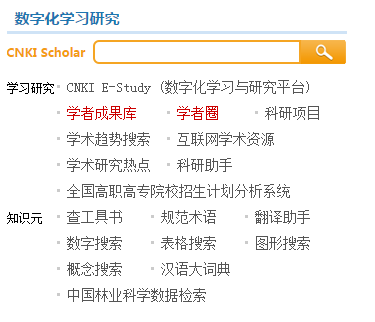 数字化学习研究
CNKI Scholar
学习研究 CNKI E-Study (数字化学习与研究平台)
学者成果库 学者圈 科研项目
学术趋势搜索 互联网学术资源
学术研究热点 科研助手
全国高职高专院校招生计划分析系统
知识元 查工具书 规范术语 翻译助手
数字搜索 表格搜索 图形搜索
概念搜索 汉语大词典
中国林业科学数据检索